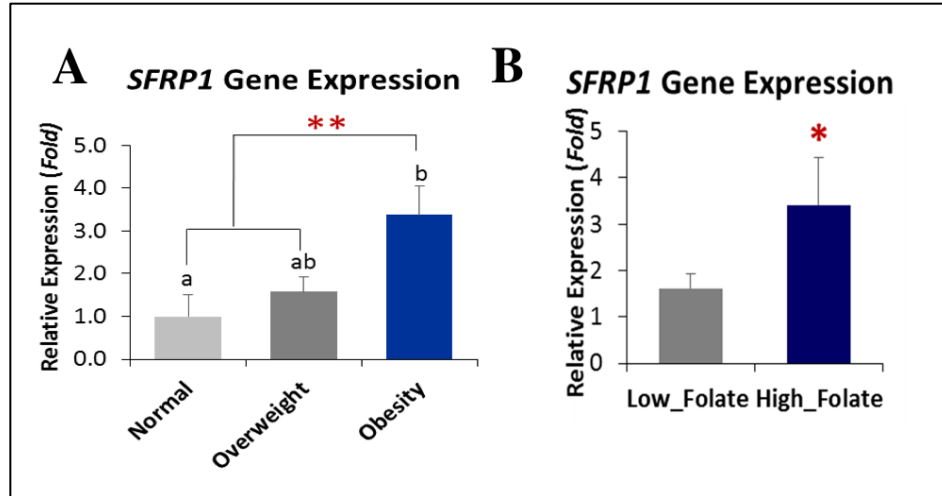 A
SFRP1 Gene Expression
Relative Expression (Fold)
5.0
4.0
3.0
2.0
1.0
0.0
**
a
ab
b
Normal
Overweight
Obesity
B
SFRP1 Gene Expression
Relative Expression (Fold)
5
4
3
2
1
0
*
Low_Folate High_Folate